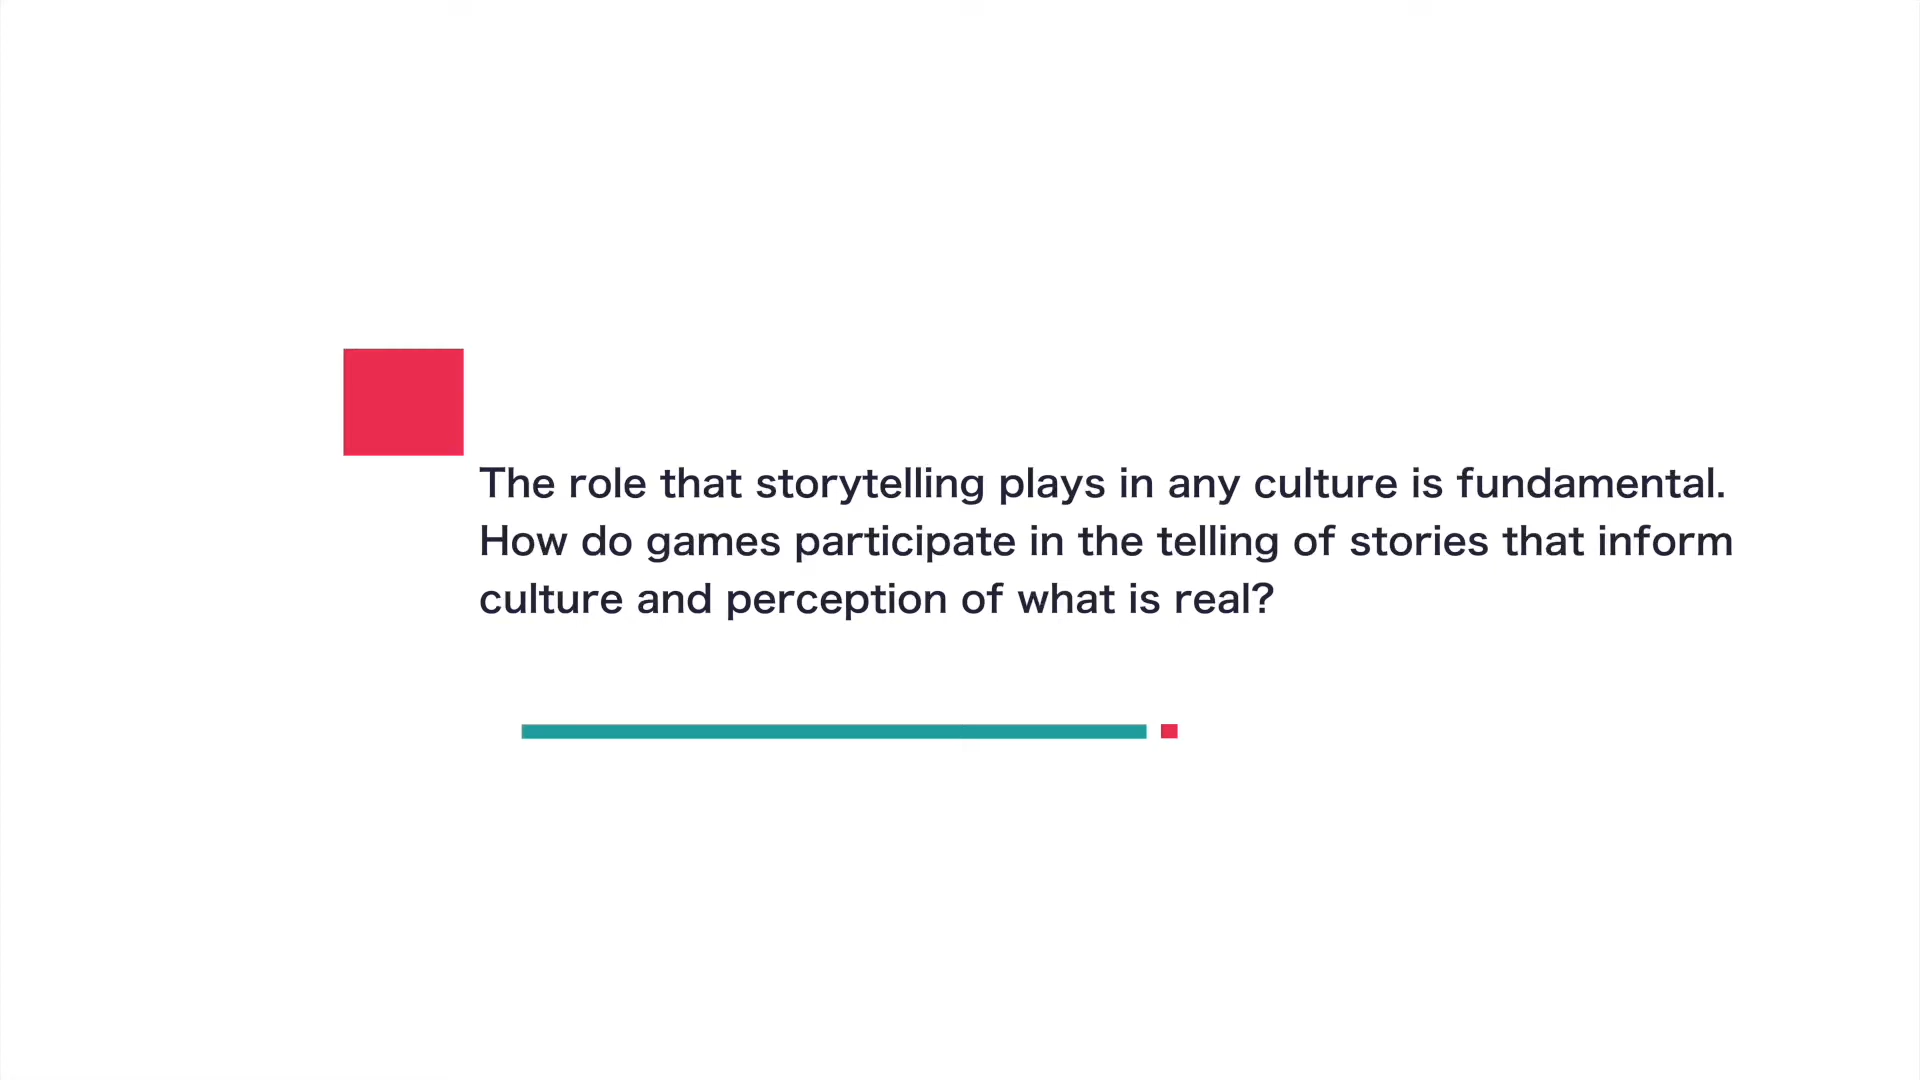 The role that storytelling plays in any culture is fundamental.
How do games participate in the telling of stories that inform
culture and perception of what is real?